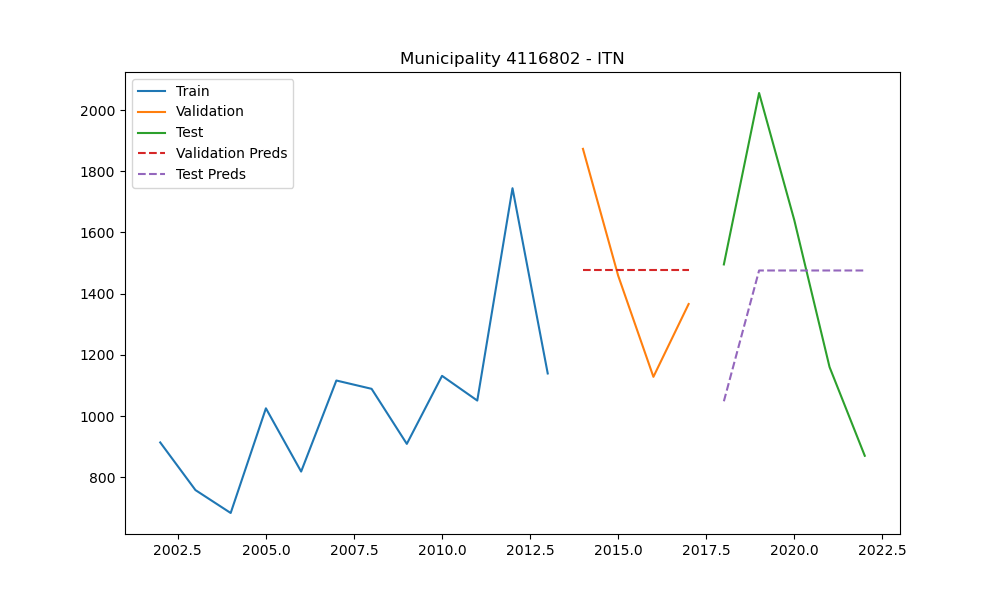 Municipality 4116802 - ITN
Train
Validation
Test
Validation Preds
Test Preds
2000
1800
1600
1400
1200
1000
800
2002.5 2005.0 2007.5 2010.0 2012.5 2015.0 2017.5 2020.0 2022.5